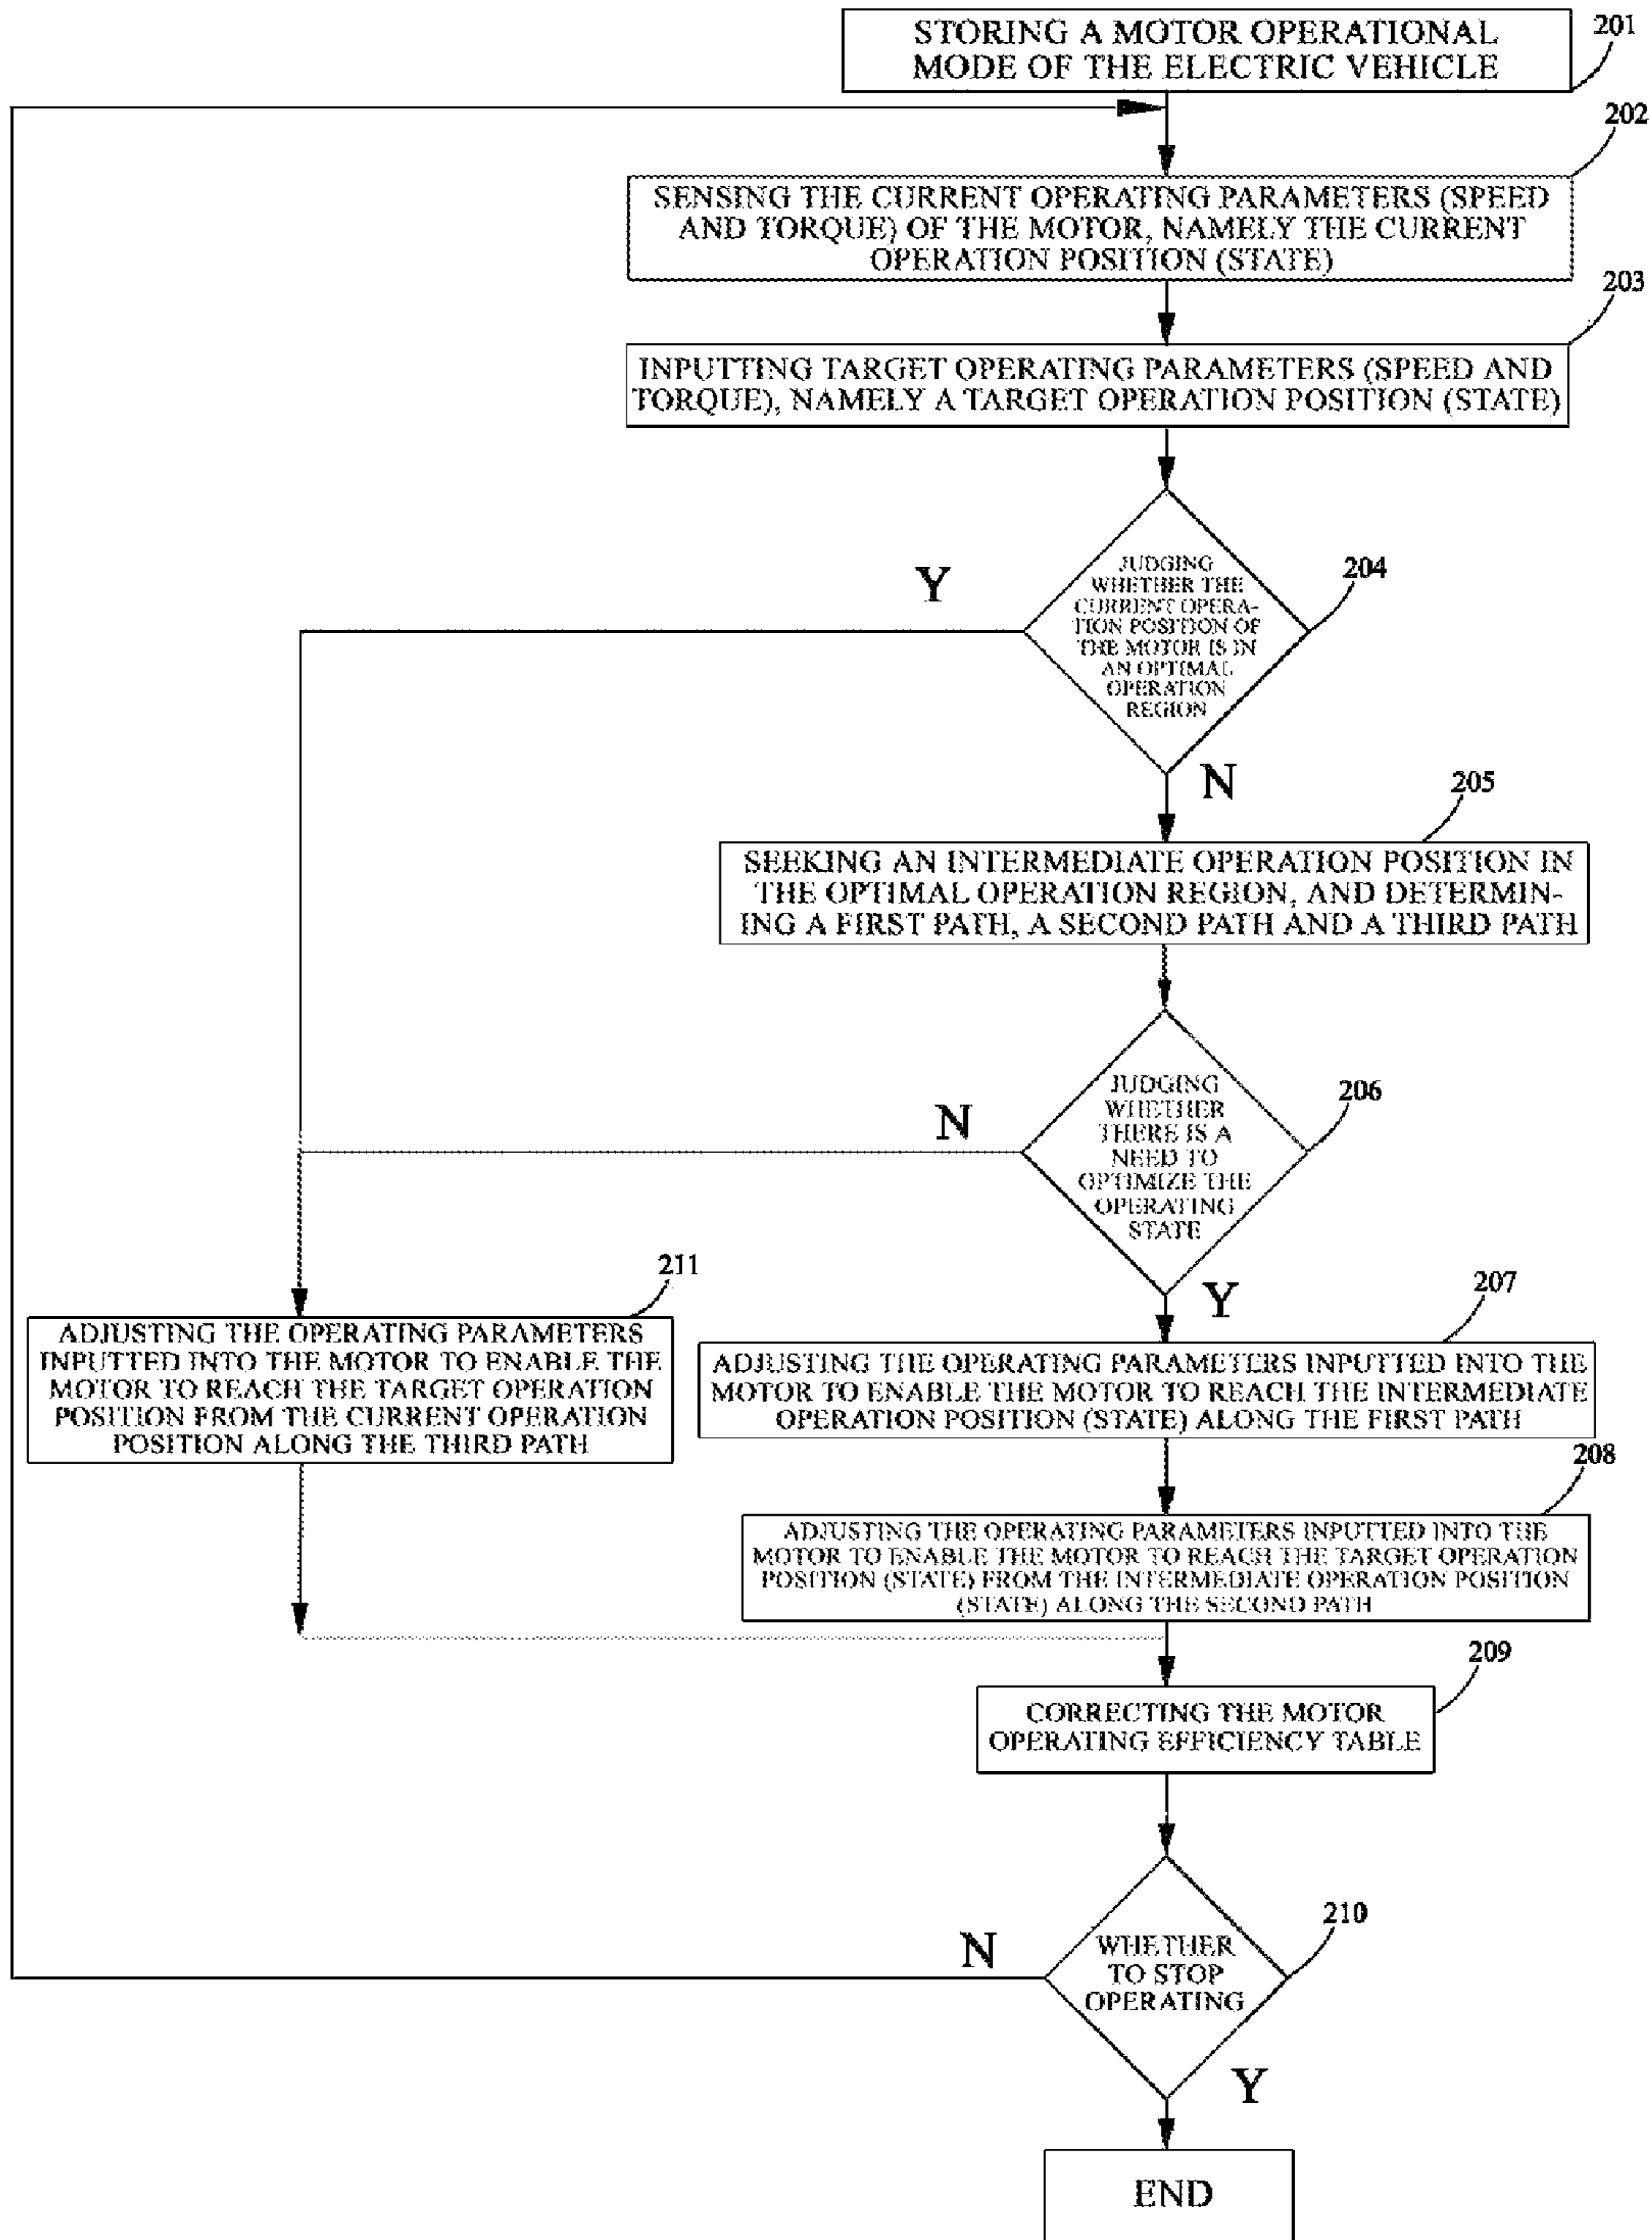 STORING A MOTOR OPERATIONAL
MODE OF THE ELECTRIC VEHICLE
201
202
SENSING THE CURRENT OPERATING PARAMETERS (SPEED
AND TORQUE) OF THE MOTOR, NAMELY THE CURRENT
OPERATION POSITION (STATE)
203
INPUTTING TARGET OPERATING PARAMETERS (SPEED AND
TORQUE), NAMELY A TARGET OPERATION POSITION (STATE)
Y
204
JUDGING
WHETHER THE
CURRENT OPERA-
TION POSITION OF
THE MOTOR IS IN
AN OPTIMAL
OPERATION
REGION
N
205
SEEKING AN INTERMEDIATE OPERATION POSITION IN
THE OPTIMAL OPERATION REGION, AND DETERMIN-
ING A FIRST PATH, A SECOND PATH AND A THIRD PATH
N
206
JUDGING
WHETHER
THERE IS A
NEED TO
OPTIMIZE THE
OPERATING
STATE
Y
211
ADJUSTING THE OPERATING PARAMETERS
INPUTTED INTO THE MOTOR TO ENABLE THE
MOTOR TO REACH THE TARGET OPERATION
POSITION FROM THE CURRENT OPERATION
POSITION ALONG THE THIRD PATH
207
ADJUSTING THE OPERATING PARAMETERS INPUTTED INTO THE
MOTOR TO ENABLE THE MOTOR TO REACH THE INTERMEDIATE
OPERATION POSITION (STATE) ALONG THE FIRST PATH
208
ADJUSTING THE OPERATING PARAMETERS INPUTTED INTO THE
MOTOR TO ENABLE THE MOTOR TO REACH THE TARGET OPERATION
POSITION (STATE) FROM THE INTERMEDIATE OPERATION POSITION
(STATE) ALONG THE SECOND PATH
209
CORRECTING THE MOTOR
OPERATING EFFICIENCY TABLE
N
210
WHETHER
TO STOP
OPERATING
Y
END